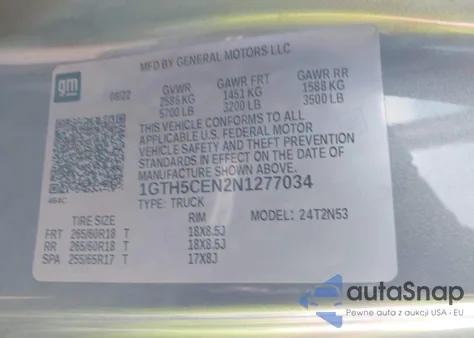 MFD BY GENERAL MOTORS LLC
gm
08/22
GVWR GAWR FRT GAWR RR
2586 KG 1451 KG 1588 KG
5700 LB 3200 LB 3500 LB
THIS VEHICLE CONFORMS TO ALL
APPLICABLE U.S. FEDERAL MOTOR
VEHICLE SAFETY AND THEFT PREVENTION
STANDARDS IN EFFECT ON THE DATE OF
MANUFACTURE SHOWN ABOVE.
1GTH5CEN2N1277034
464C
TYPE: TRUCK
TIRE SIZE RIM MODEL: 24T2N53
FRT 265/60R18 T 18X8.5J
RR 265/60R18 T 18X8.5J
SPA 255/65R17 T 17X8J
autoSnap
Pewne auta z aukcji USA i EU